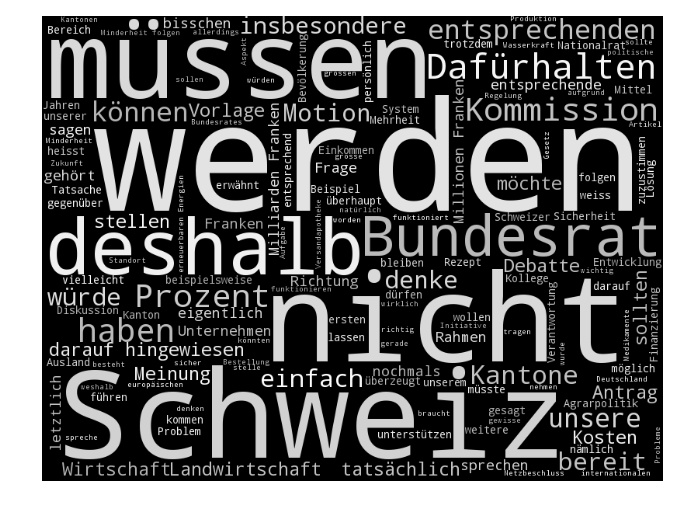 Kantonen
bisschen
insbesondere
Produktion
entsprechenden
Bereich
Minderheit folgen
allerdings
müssen
Aspekt
Bevölkerung
persönlich
trotzdem
Wasserkraft
Nationalrat
sollte
politische
Dafürhalten
sollen
würden
grossen
aufgrund
entsprechende
Mittel
Regelung
Jahren
unserer
können
Vorlage
Bundesrates
Motion
System
Mehrheit
Millionen Franken
Kommission
Artikel
sagen
Minderheit
heisst
werden
Milliarden Franken
entsprechend
Einkommen
grosse
Frage
Gesetz
zuzustimmen
Lösung
Zukunft
gehört
Tatsache
gegenüber
erneuerbaren Energien
erwähnt
Beispiel
überhaupt
natürlich
möchte
folgen
weiss
stellen
Franken
Aufgabe
Versandapotheke
worden
funktioniert
Schweizer
Sicherheit
deshalb
Bundesrat
Standort
vielleicht
beispielsweise
Richtung
funktionieren
bleiben
Rezept
Debatte
Entwicklung
wichtig
denke
Kollege
darauf
würde
Prozent
dürfen
wirklich
nicht
Verantwortung
sollten
Finanzierung
Diskussion
Kanton
eigentlich
haben
Unternehmen
könnten
ersten
lassen
richtig
gerade
wollen
Initiative
Rahmen
tragen
wurde
Medikamente
darauf hingewiesen
Ausland
besteht
sicher
Bestellung
stelle
möglich
Schweiz
letztlich
weshalb
europäischen
Meinung
einfach
nochmals
überzeugt
unserem
Kantone
müsste
nehmen
Deutschland
Antrag
führen
denken
kommen
Problem
spreche
braucht
gesagt
gewisse
Agrarpolitik
unsere
unterstützen
weitere
Kosten
nämlich
Probleme
Wirtschaft
Landwirtschaft
tatsächlich
sprechen
Netzbeschluss
bereit
internationalen